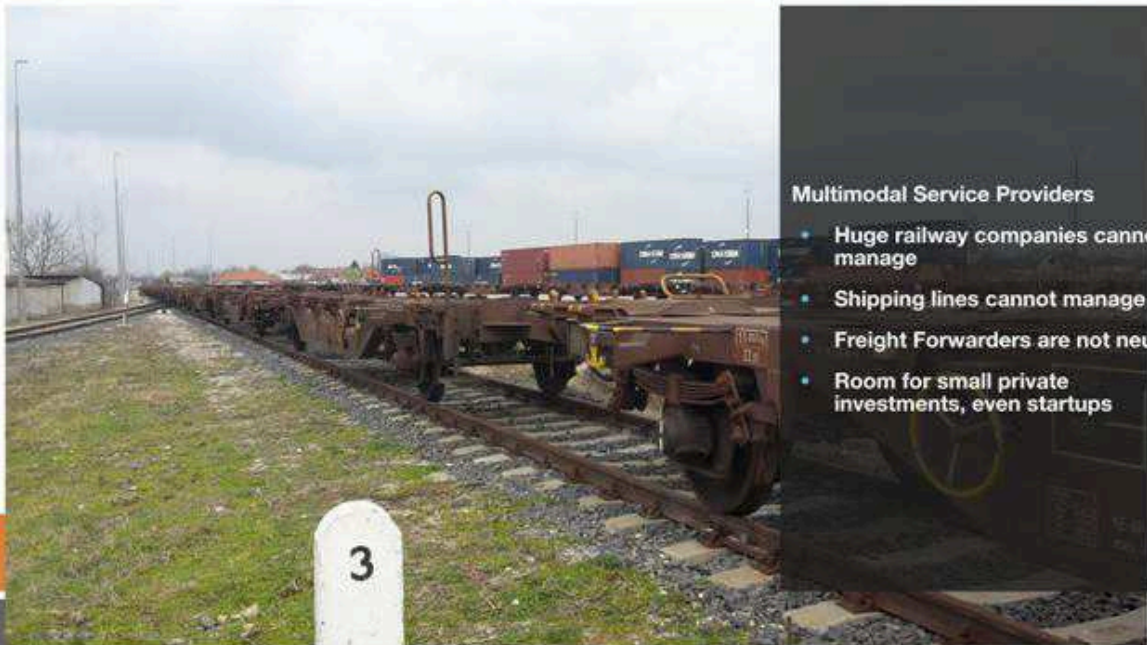 Multimodal Service Providers
Huge railway companies
manage
Shipping lines cannot manage
Freight Forwarders are not
Room for small private
investments, even startups
3